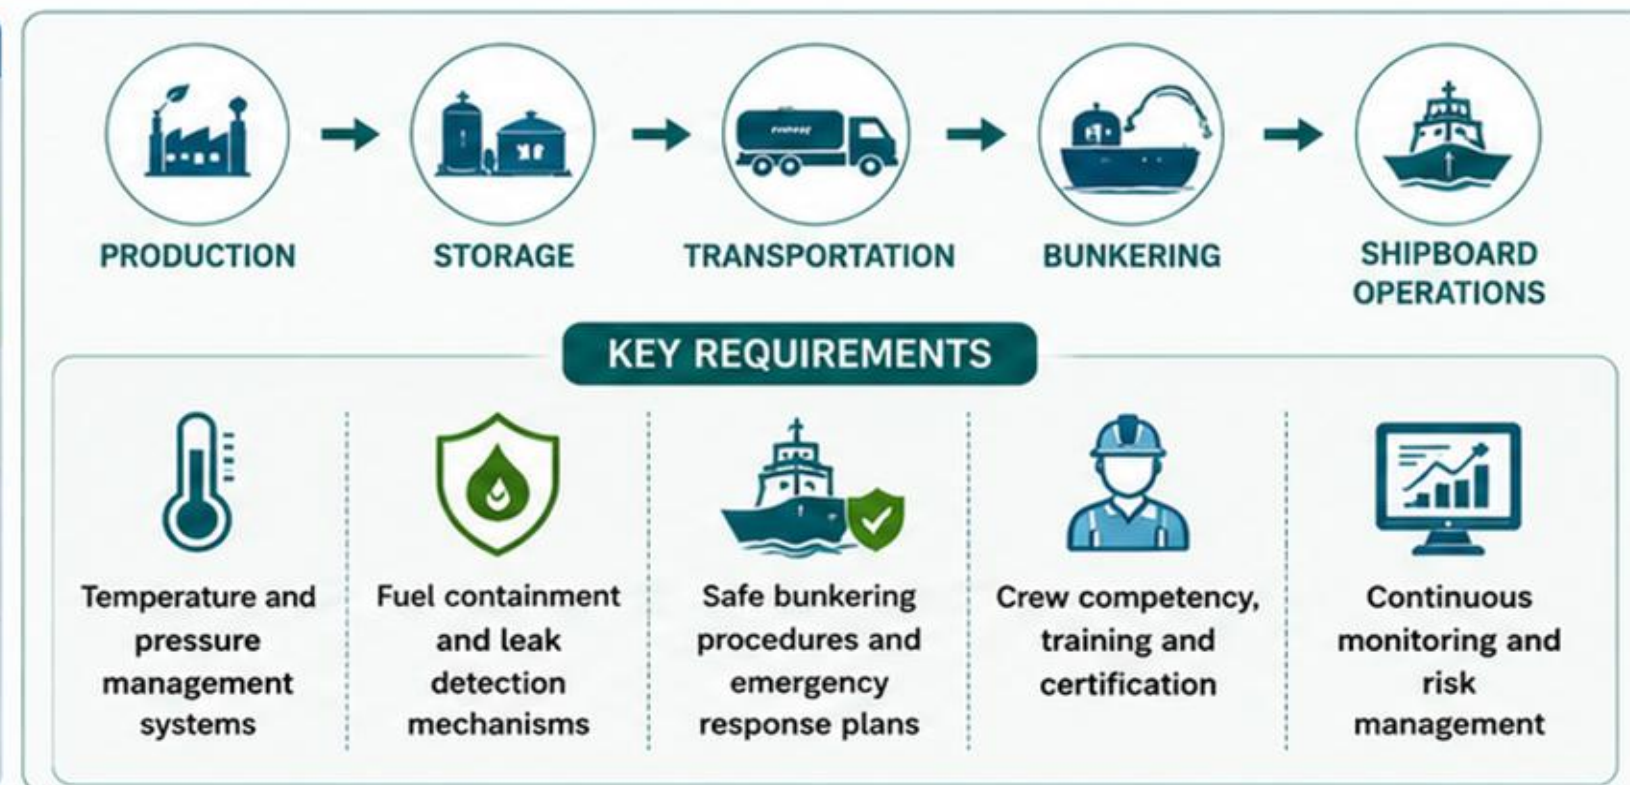 PRODUCTION
STORAGE
TRANSPORTATION
BUNKERING
SHIPBOARD
OPERATIONS
KEY REQUIREMENTS
Temperature and
pressure
management
systems
Fuel containment
and leak
detection
mechanisms
Safe bunkering
procedures and
emergency
response plans
Crew competency,
training and
certification
Continuous
monitoring and
risk
management